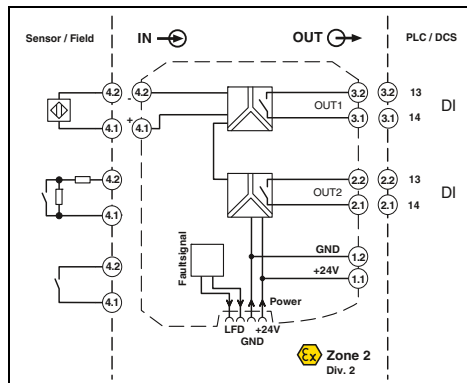 Sensor / Field
IN
OUT
PLC / DCS
4.2
- 4.2
3.2
3.2
13
DI
OUT1
4.1
+ 4.1
3.1
3.1
14
4.2
2.2
2.2
13
DI
OUT2
4.1
2.1
2.1
14
Faultsignal
GND
1.2
4.2
+24V
1.1
4.1
Power
LFD
+24V
GND
Ex
Zone 2
Div. 2